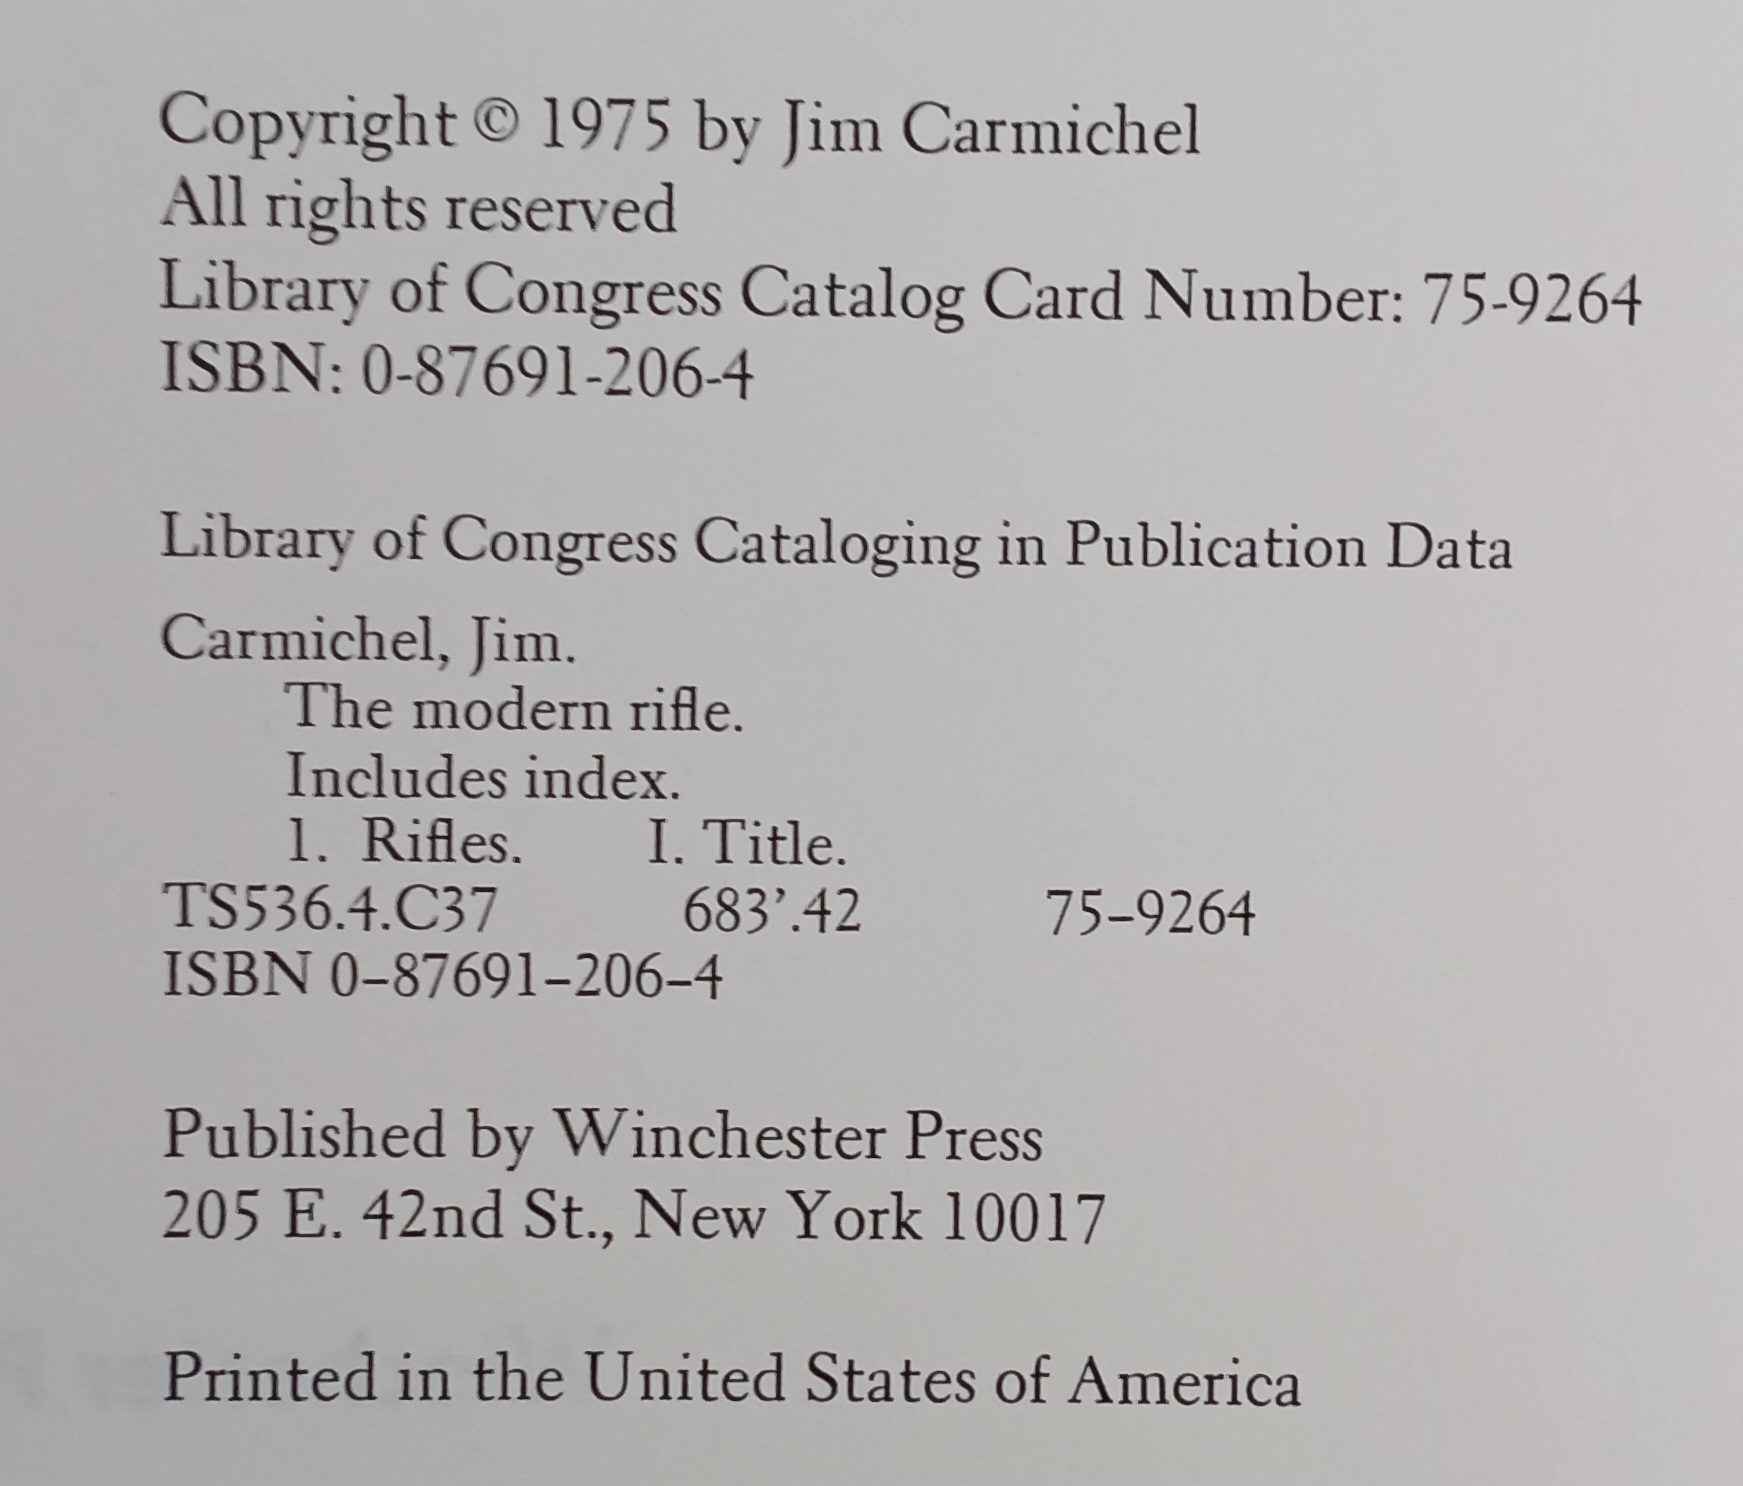 Copyright © 1975 by Jim Carmichel
All rights reserved
Library of Congress Catalog Card Number: 75-9264
ISBN: 0-87691-206-4
Library of Congress Cataloging in Publication Data
Carmichel, Jim.
The modern rifle.
Includes index.
1. Rifles. I. Title.
TS536.4.C37 683’.42 75–9264
ISBN 0–87691–206–4
Published by Winchester Press
205 E. 42nd St., New York 10017
Printed in the United States of America